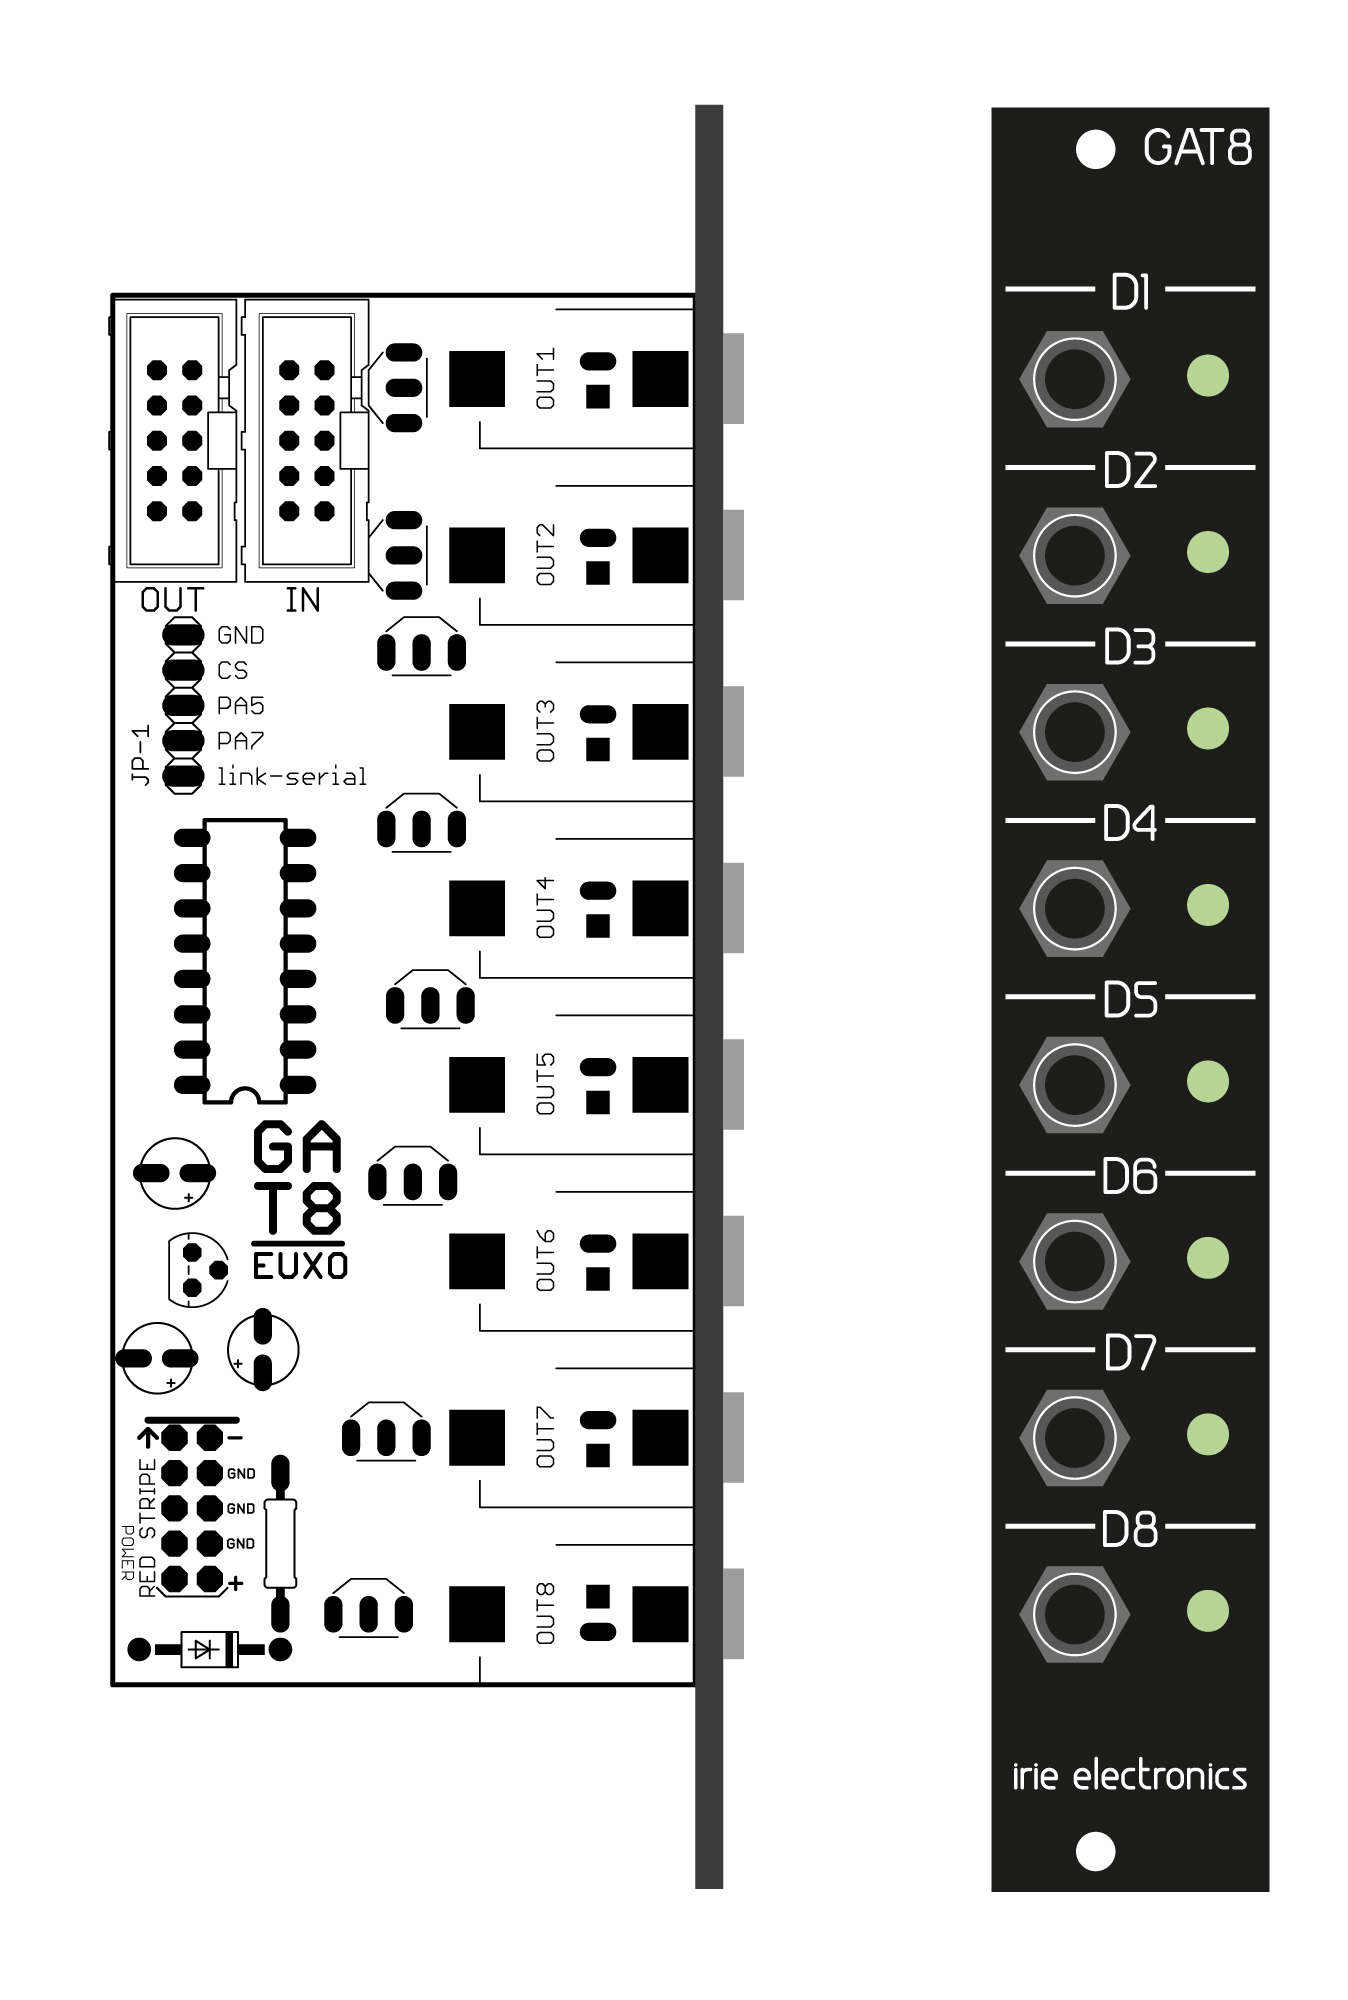 OUT
IN
GND
CS
PA5
PA7
link-serial
JP-1
GA
T8
EUXO
-
GND
GND
GND
+
RED STRIPE
POWER
+
+
+
OUT1
OUT2
OUT3
OUT4
OUT5
OUT6
OUT7
OUT8
GAT8
D1
D2
D3
D4
D5
D6
D7
D8
irie electronics